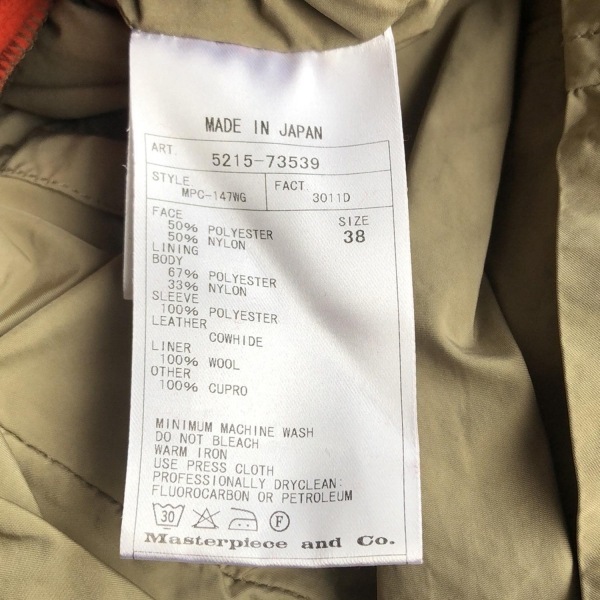 MADE IN JAPAN
ART. 5215-73539
STYLE MPC-147WG FACT. 3011D
FACE
50% POLYESTER
50% NYLON
SIZE
38
LINING
BODY
67% POLYESTER
33% NYLON
SLEEVE
100% POLYESTER
LEATHER
COWHIDE
LINER
100% WOOL
OTHER
100% CUPRO
MINIMUM MACHINE WASH
DO NOT BLEACH
WARM IRON
USE PRESS CLOTH
PROFESSIONALLY DRYCLEAN:
FLUOROCARBON OR PETROLEUM
30 F
Masterpiece and Co.